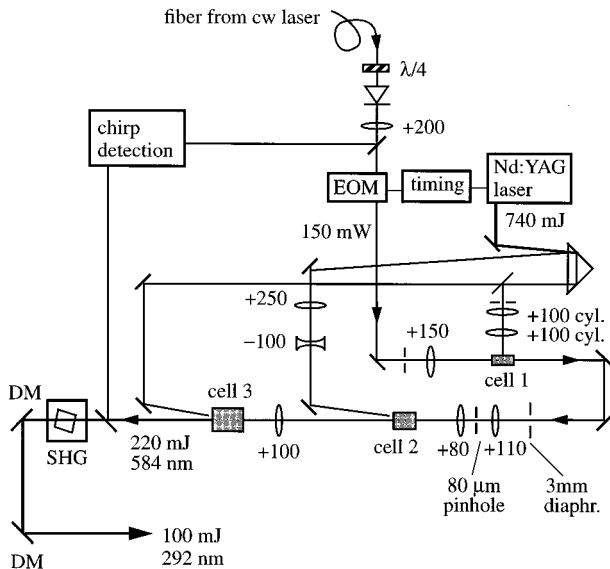 fiber from cw laser
λ/4
+200
chirp
detection
EOM
timing
Nd:YAG
laser
150 mW
740 mJ
+250
−100
+150
+100 cyl.
+100 cyl.
cell 1
cell 3
cell 2
DM
SHG
220 mJ
584 nm
+100
+80
+110
80 μm
pinhole
3mm
diaphr.
DM
100 mJ
292 nm